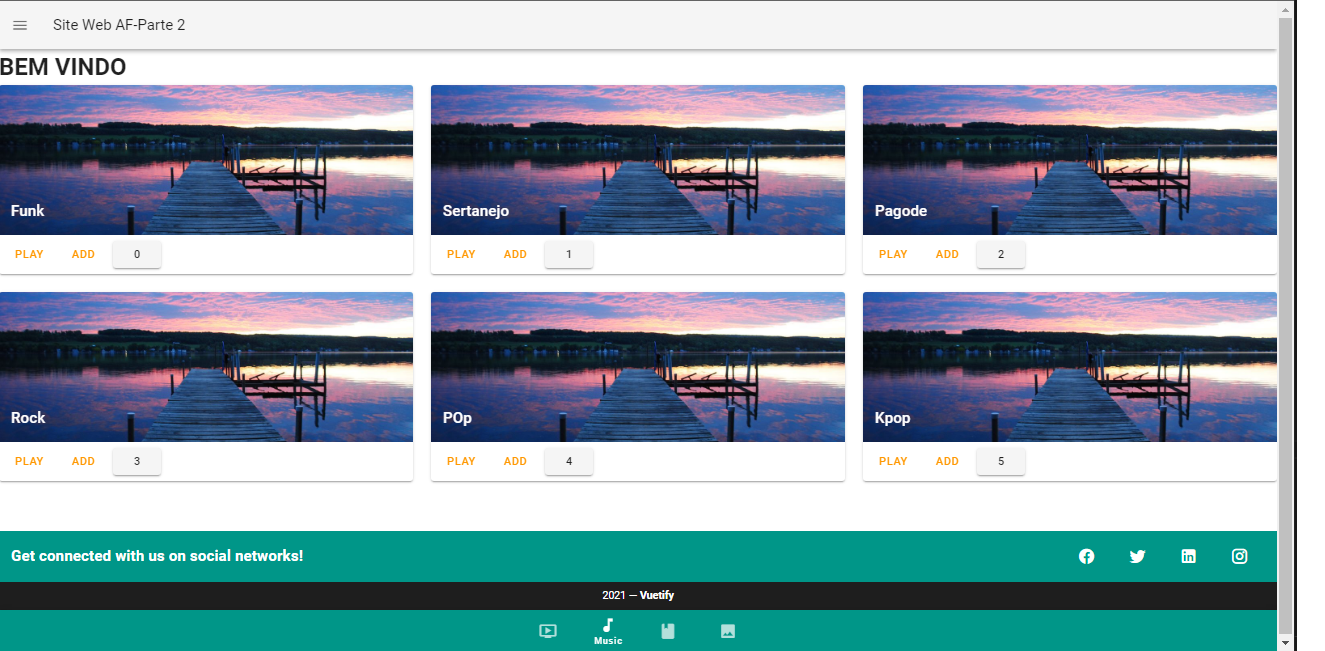 Site Web AF-Parte 2
BEM VINDO
Funk
Sertanejo
Pagode
PLAY ADD 0
PLAY ADD 1
PLAY ADD 2
Rock
POp
Kpop
PLAY ADD 3
PLAY ADD 4
PLAY ADD 5
Get connected with us on social networks!
2021 — Vuetify
Music